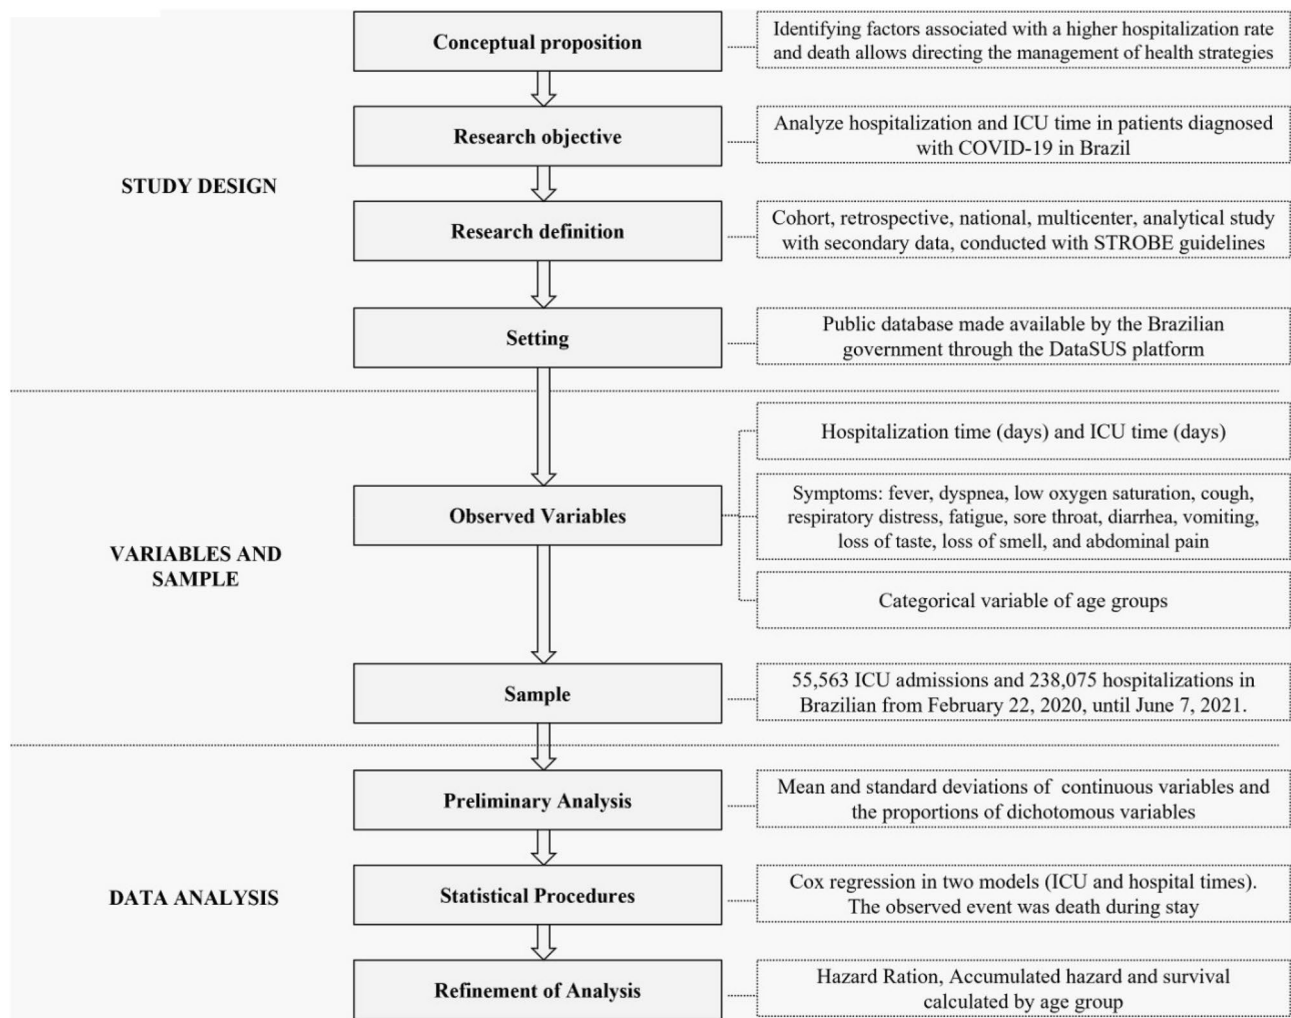 Conceptual proposition
Identifying factors associated with a higher hospitalization rate
and death allows directing the management of health strategies
Research objective
Analyze hospitalization and ICU time in patients diagnosed
with COVID-19 in Brazil
STUDY DESIGN
Research definition
Cohort, retrospective, national, multicenter, analytical study
with secondary data, conducted with STROBE guidelines
Setting
Public database made available by the Brazilian
government through the DataSUS platform
VARIABLES AND
SAMPLE
Observed Variables
Hospitalization time (days) and ICU time (days)
Symptoms: fever, dyspnea, low oxygen saturation, cough,
respiratory distress, fatigue, sore throat, diarrhea, vomiting,
loss of taste, loss of smell, and abdominal pain
Categorical variable of age groups
Sample
55,563 ICU admissions and 238,075 hospitalizations in
Brazilian from February 22, 2020, until June 7, 2021.
DATA ANALYSIS
Preliminary Analysis
Mean and standard deviations of continuous variables and
the proportions of dichotomous variables
Statistical Procedures
Cox regression in two models (ICU and hospital times).
The observed event was death during stay
Refinement of Analysis
Hazard Ration, Accumulated hazard and survival
calculated by age group